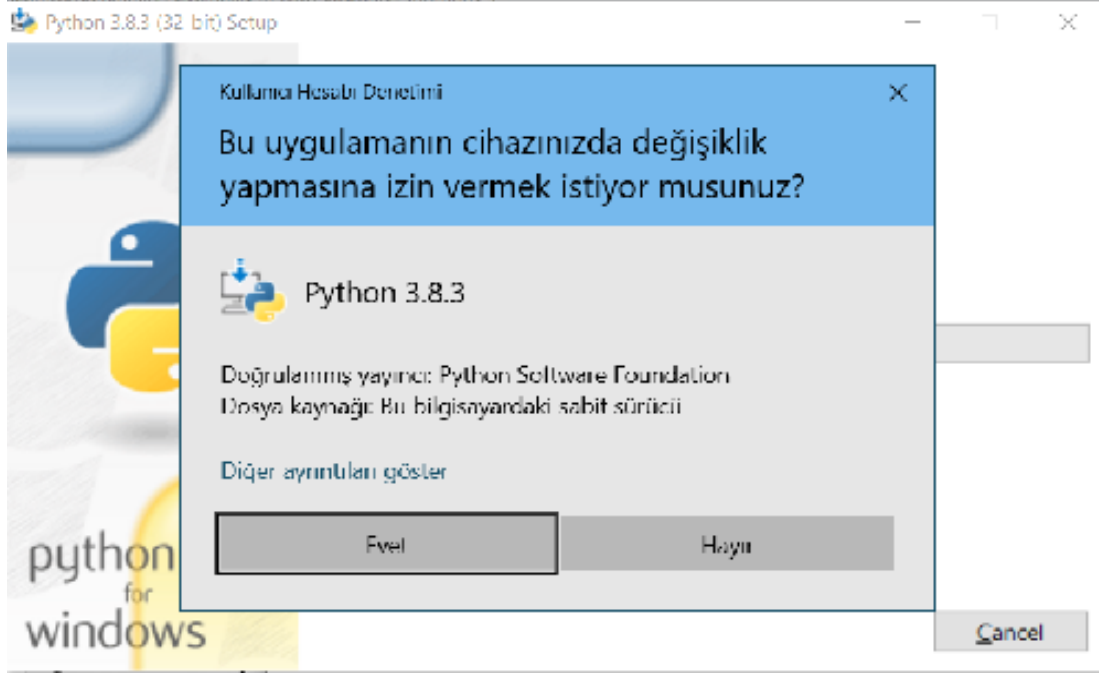 Python 3.8.3 (32-bit) Setup
Kullanıcı Hesabı Denetimi
Bu uygulamanın cihazınızda değişiklik
yapmasına izin vermek istiyor musunuz?
Python 3.8.3
Doğrulanmış yayıncı: Python Software Foundation
Dosya kaynağı: Bu bilgisayardaki sabit sürücü
Diğer ayrıntıları göster
Evet
Hayır
python
for
windows
Cancel